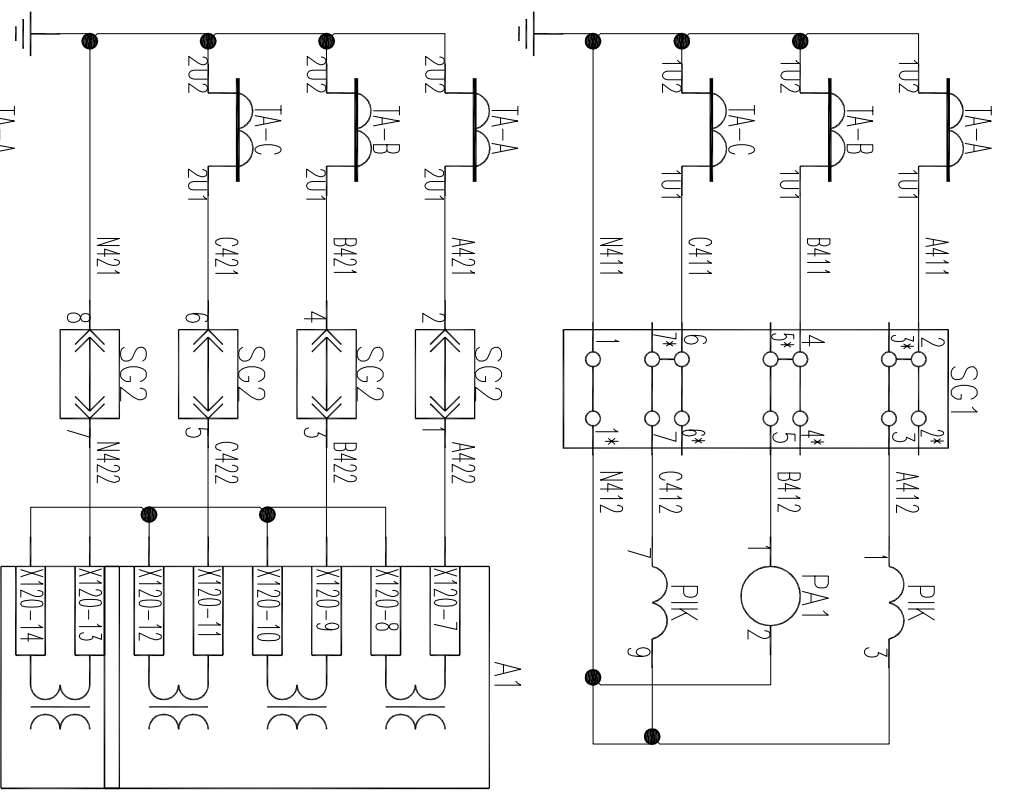 TA-A
1U2
1U1
A411
SG1
2
2*
3*
3
A412
1
PIK
3
TA-B
1U2
1U1
B411
4
4*
5*
5
B412
1
PA1
2
TA-C
1U2
1U1
C411
6
6*
7*
7
C412
7
PIK
9
N411
1
1*
N412
TA-A
2U2
2U1
A421
2
SG2
1
A422
X120-7
A1
X120-8
TA-B
2U2
2U1
B421
4
SG2
3
B422
X120-9
X120-10
TA-C
2U2
2U1
C421
6
SG2
5
C422
X120-11
X120-12
N421
8
SG2
7
N422
X120-13
X120-14
TA-A